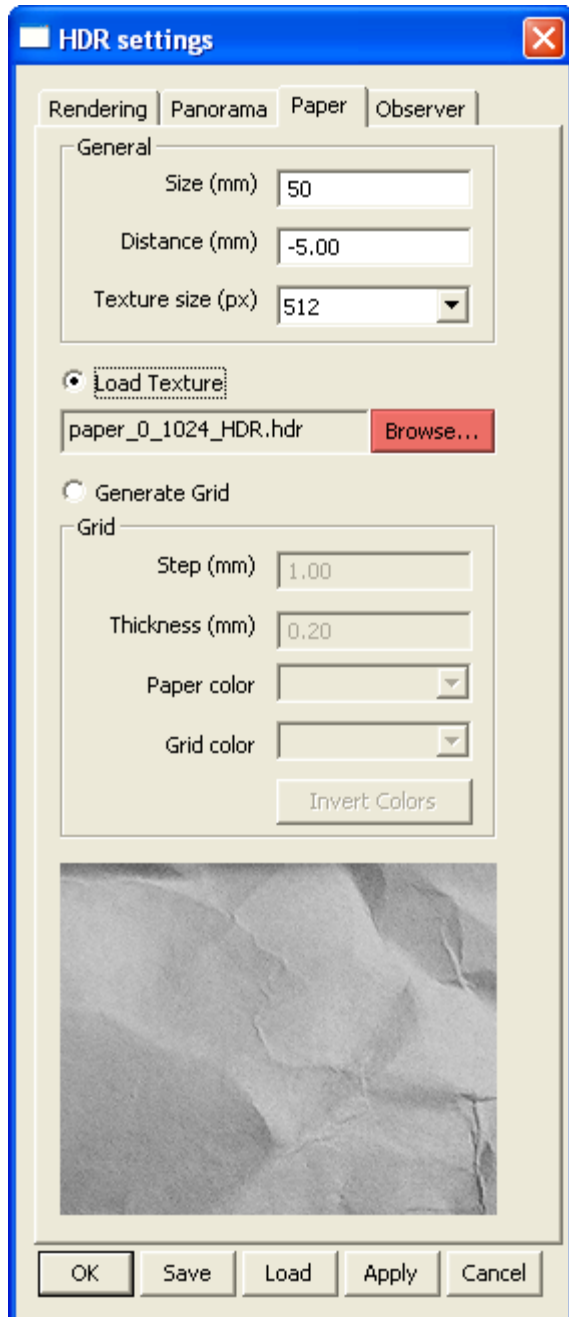 HDR settings
Rendering Panorama Paper Observer
General
Size (mm) 50
Distance (mm) -5.00
Texture size (px) 512
Load Texture
paper_0_1024_HDR.hdr Browse...
Generate Grid
Grid
Step (mm) 1.00
Thickness (mm) 0.20
Paper color
Grid color
Invert Colors
OK Save Load Apply Cancel